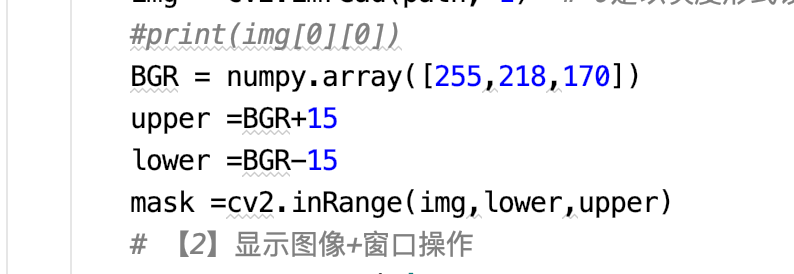 #print(img[0][0])
BGR = numpy.array([255,218,170])
upper =BGR+15
lower =BGR-15
mask =cv2.inRange(img,lower,upper)
# 【2】显示图像+窗口操作